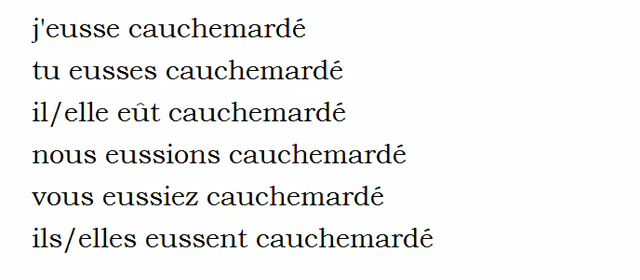 j'eusse cauchemardé
tu eusses cauchemardé
il/elle eût cauchemardé
nous eussions cauchemardé
vous eussiez cauchemardé
ils/elles eussent cauchemardé